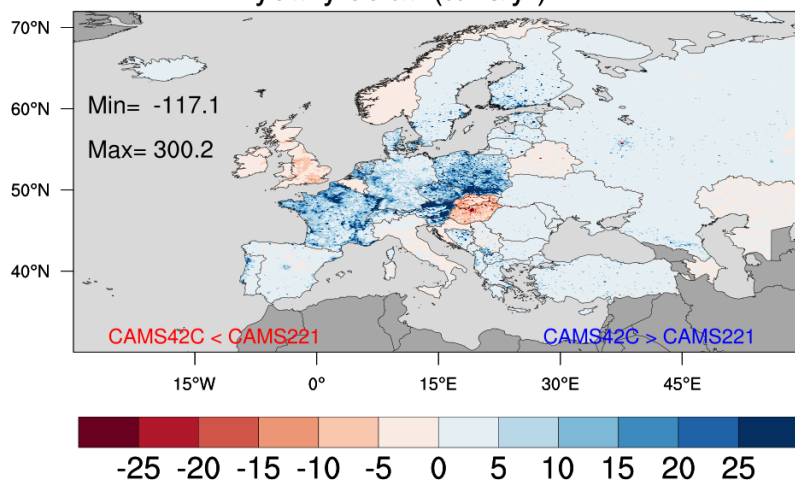 70°N
60°N
50°N
40°N
Min= -117.1
Max= 300.2
CAMS42C < CAMS221
CAMS42C > CAMS221
15°W 0° 15°E 30°E 45°E
-25 -20 -15 -10 -5 0 5 10 15 20 25